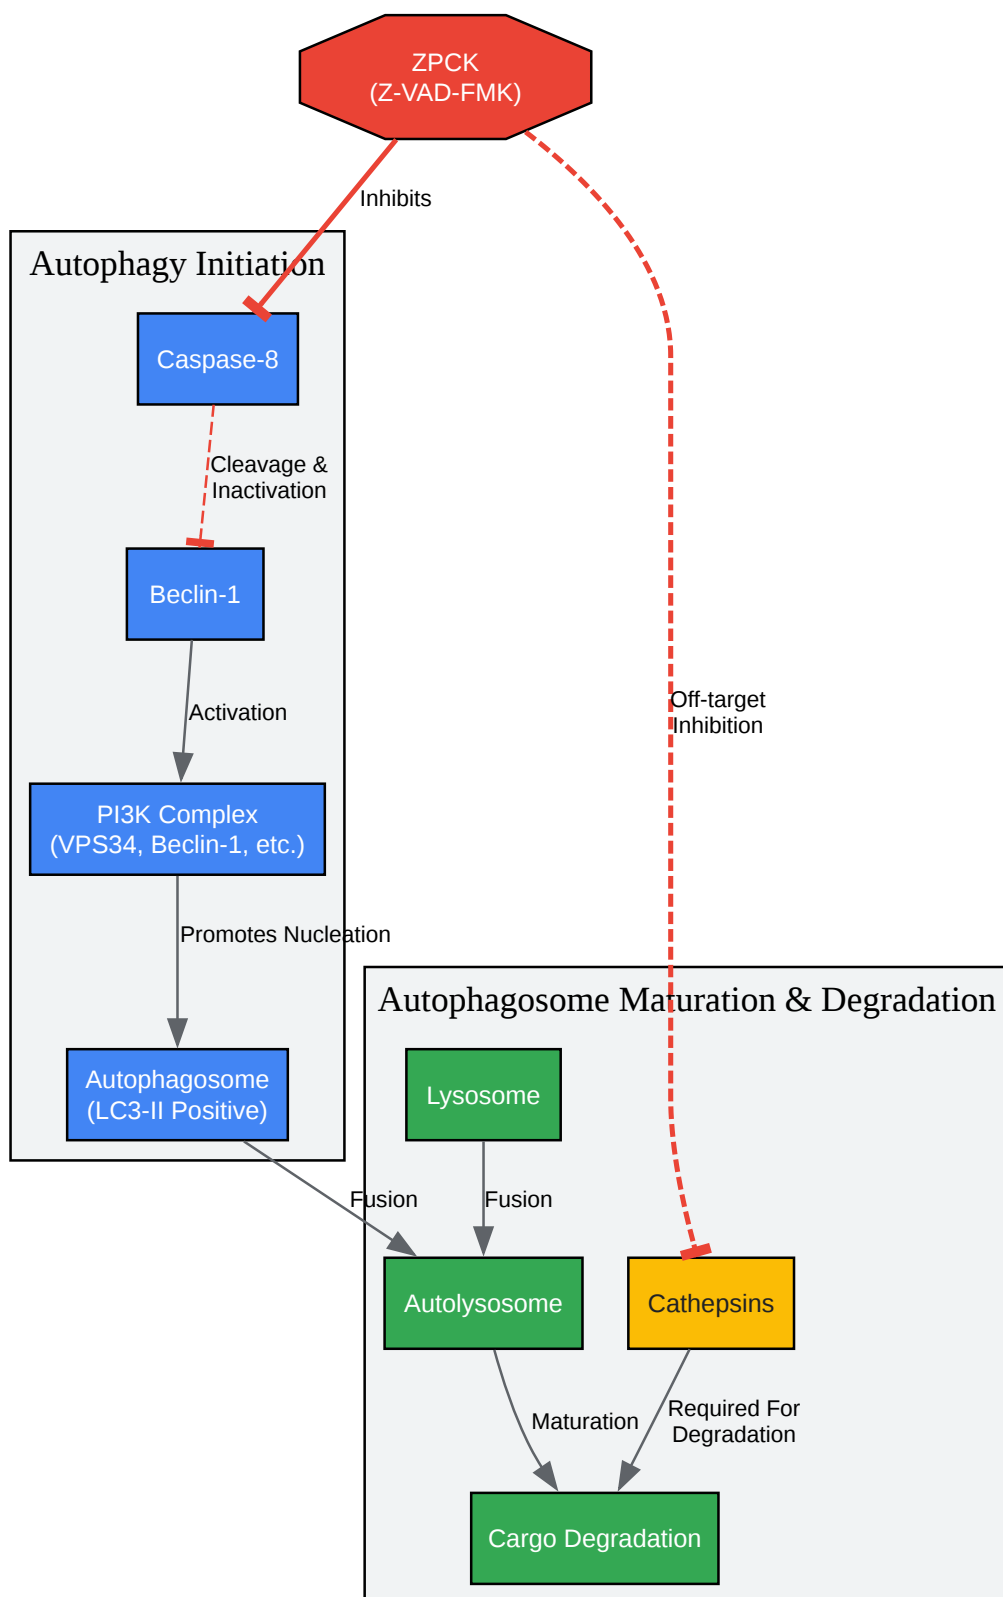 ZPCK
(Z-VAD-FMK)
Inhibits
Autophagy Initiation
Caspase-8
Cleavage &
Inactivation
Beclin-1
Activation
Off-target
Inhibition
PI3K Complex
(VPS34, Beclin-1, etc.)
Promotes Nucleation
Autophagosome Maturation & Degradation
Autophagosome
(LC3-II Positive)
Lysosome
Fusion
Fusion
Autolysosome
Cathepsins
Maturation
Required For
Degradation
Cargo Degradation